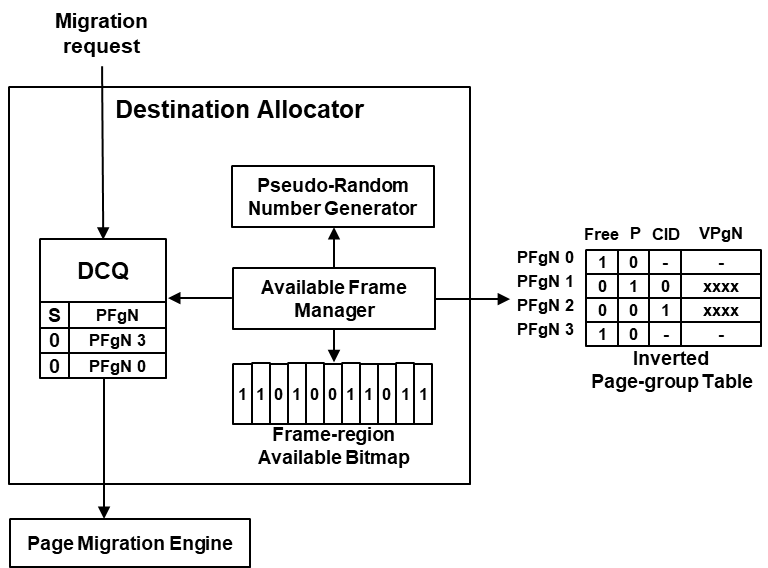 Migration
request
Destination Allocator
Pseudo-Random
Number Generator
DCQ
S PFgN
0 PFgN 3
0 PFgN 0
Available Frame
Manager
1 1 0 1 0 0 1 1 0 1 1
Frame-region
Available Bitmap
Free P CID VPgN
PFgN 0 1 0 - -
PFgN 1 0 1 0 xxxx
PFgN 2 0 0 1 xxxx
PFgN 3 1 0 - -
Inverted
Page-group Table
Page Migration Engine